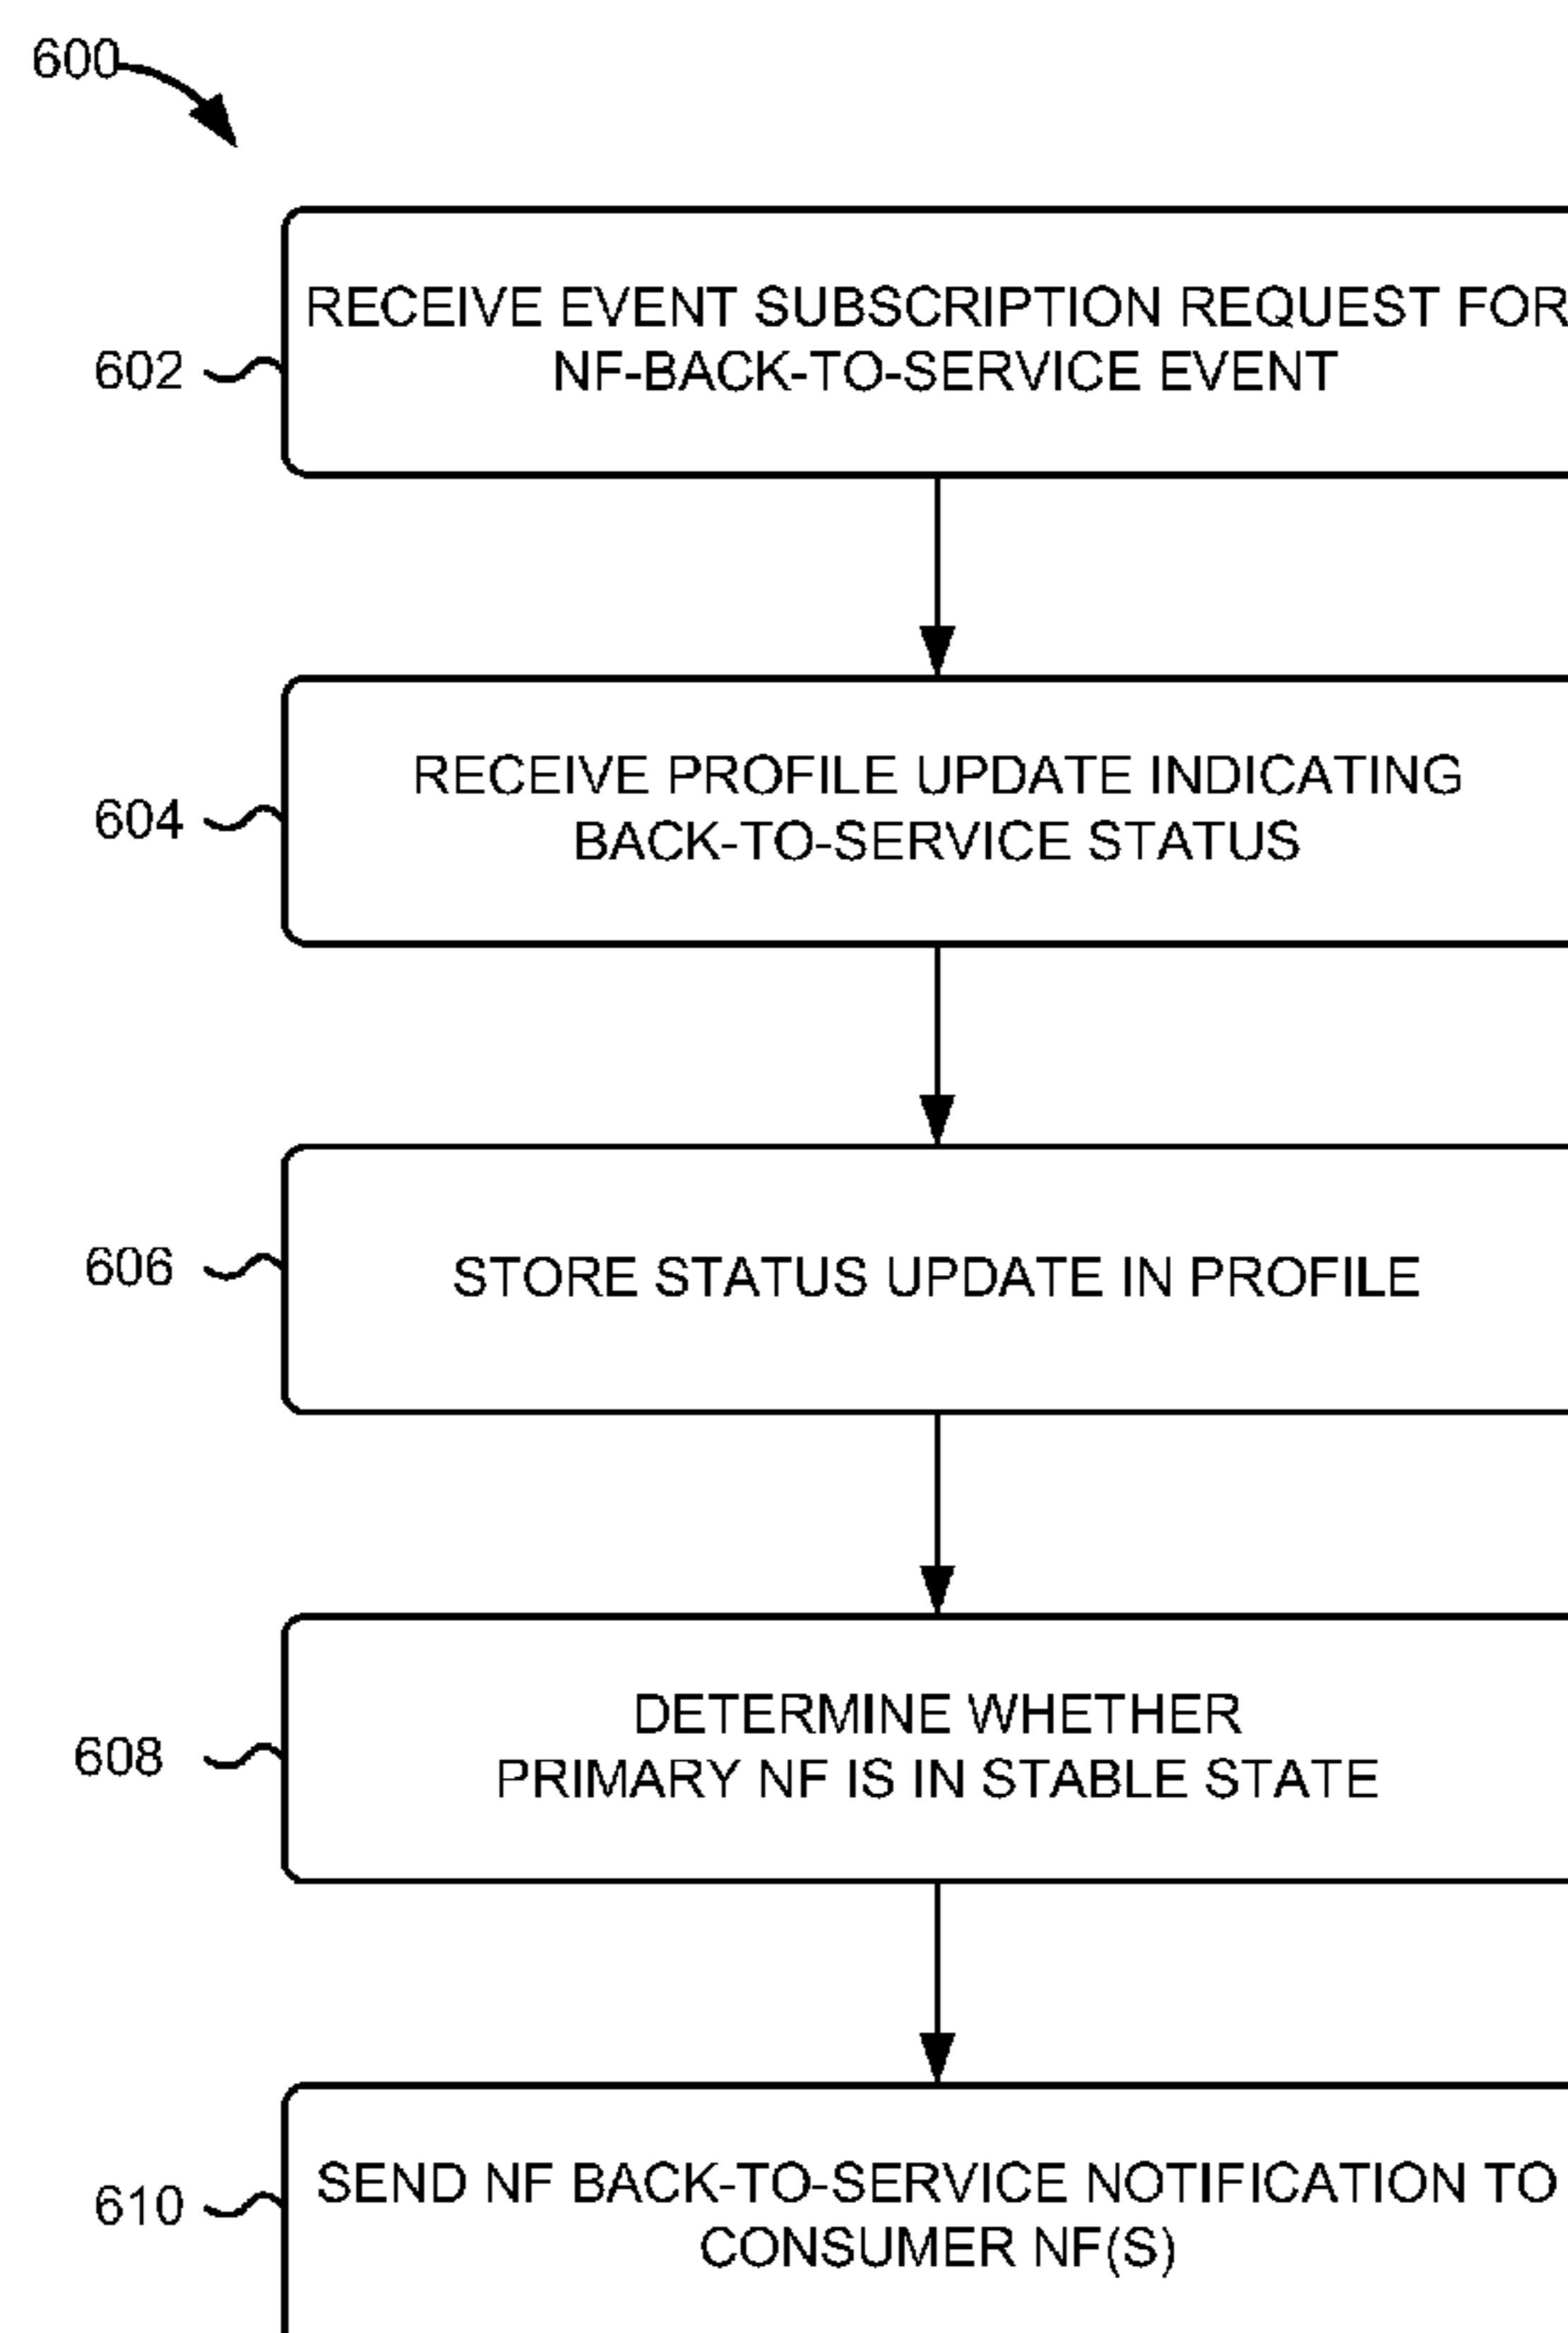 600
RECEIVE EVENT SUBSCRIPTION REQUEST FOR
602
NF-BACK-TO-SERVICE EVENT
RECEIVE PROFILE UPDATE INDICATING
604
BACK-TO-SERVICE STATUS
606
STORE STATUS UPDATE IN PROFILE
DETERMINE WHETHER
608
PRIMARY NF IS IN STABLE STATE
SEND NF BACK-TO-SERVICE NOTIFICATION TO
610
CONSUMER NF(S)